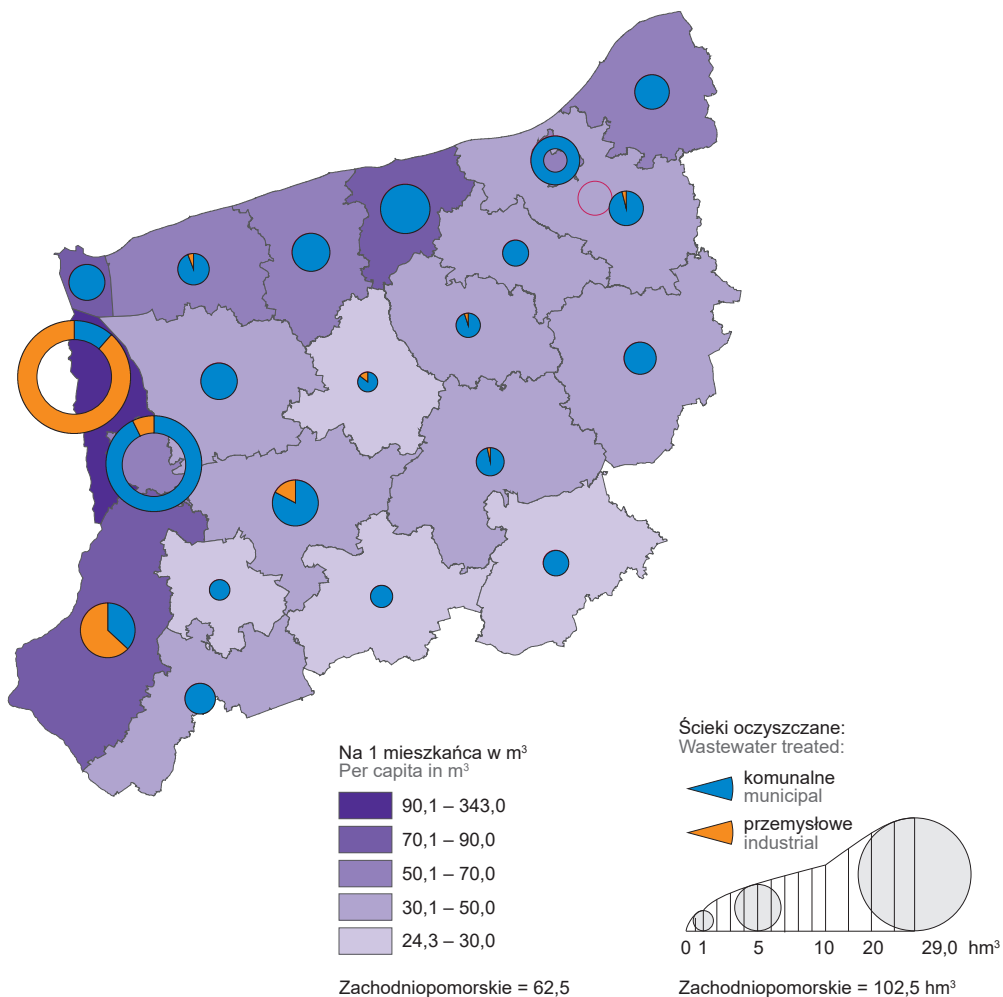 Na 1 mieszkańca w m³
Per capita in m³
90,1 – 343,0
70,1 – 90,0
50,1 – 70,0
30,1 – 50,0
24,3 – 30,0
Zachodniopomorskie = 62,5
Ścieki oczyszczane:
Wastewater treated:
komunalne
municipal
przemysłowe
industrial
0 1 5 10 20 29,0 hm³
Zachodniopomorskie = 102,5 hm³